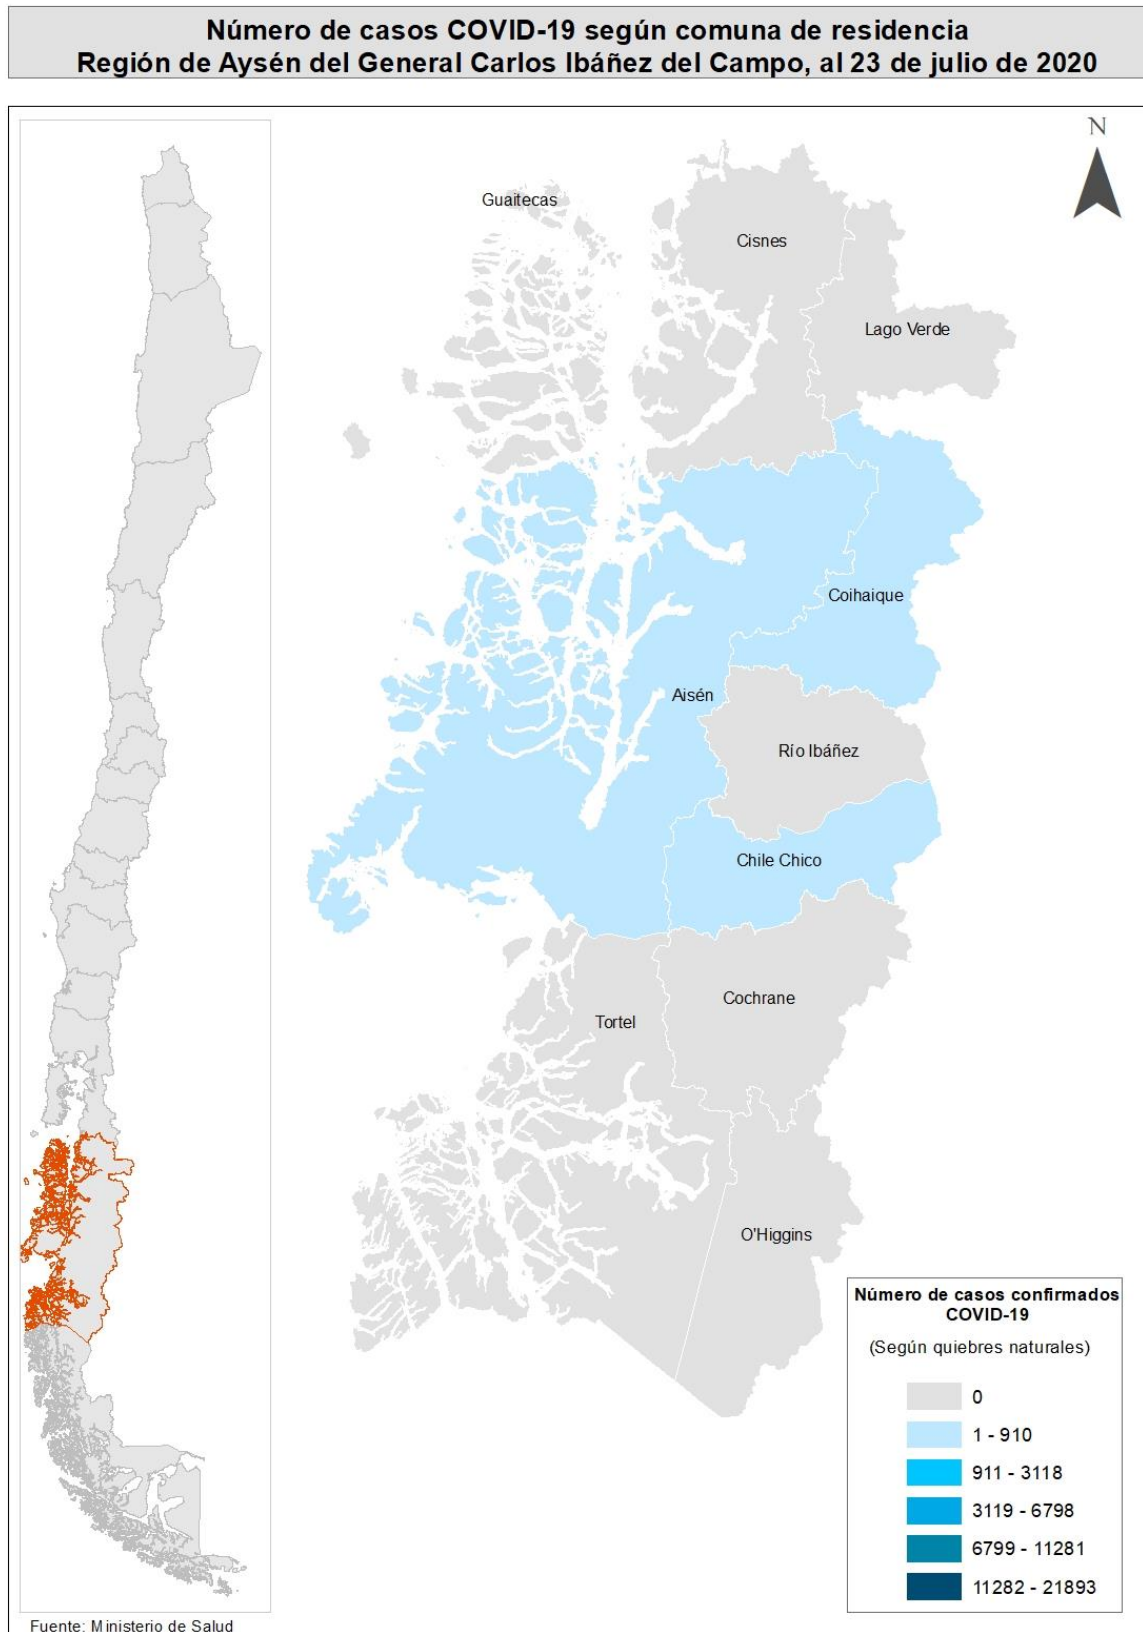 Número de casos COVID-19 según comuna de residencia
Región de Aysén del General Carlos Ibáñez del Campo, al 23 de julio de 2020
N
Guaitecas
Cisnes
Lago Verde
Coihaique
Aisén
Río Ibáñez
Chile Chico
Cochrane
Tortel
O'Higgins
Número de casos confirmados
COVID-19
(Según quiebres naturales)
0
1 - 910
911 - 3118
3119 - 6798
6799 - 11281
11282 - 21893
Fuente: Ministerio de Salud